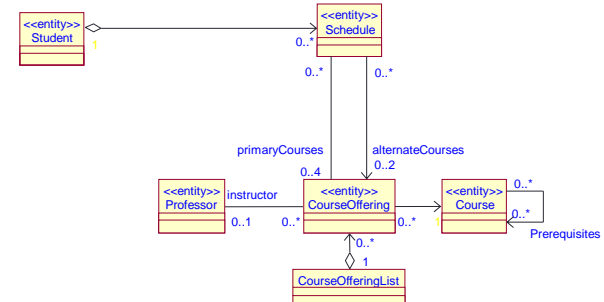 <<entity>>
Student
1
0..*
<<entity>>
Schedule
0..*
0..*
primaryCourses
alternateCourses
0..4
0..2
<<entity>>
Professor
instructor
0..1
0..*
<<entity>>
CourseOffering
0..*
1
<<entity>>
Course
0..*
0..*
Prerequisites
0..*
1
CourseOfferingList